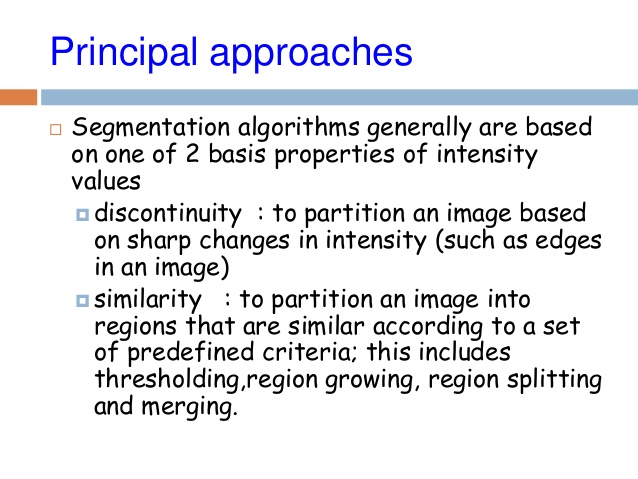 Principal approaches
Segmentation algorithms generally are based
on one of 2 basis properties of intensity
values
discontinuity : to partition an image based
on sharp changes in intensity (such as edges
in an image)
similarity : to partition an image into
regions that are similar according to a set
of predefined criteria; this includes
thresholding,region growing, region splitting
and merging.